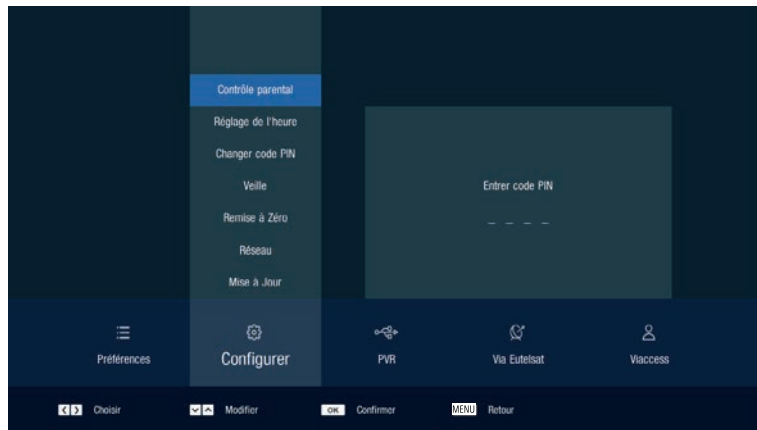 Contrôle parental
Réglage de l'heure
Changer code PIN
Veille
Remise à Zéro
Réseau
Mise à Jour
Entrer code PIN
_ _ _ _
Préférences
Configurer
PVR
Via Eutelsat
Viaccess
Choisir
Modifier
OK Confirmer
MENU Retour